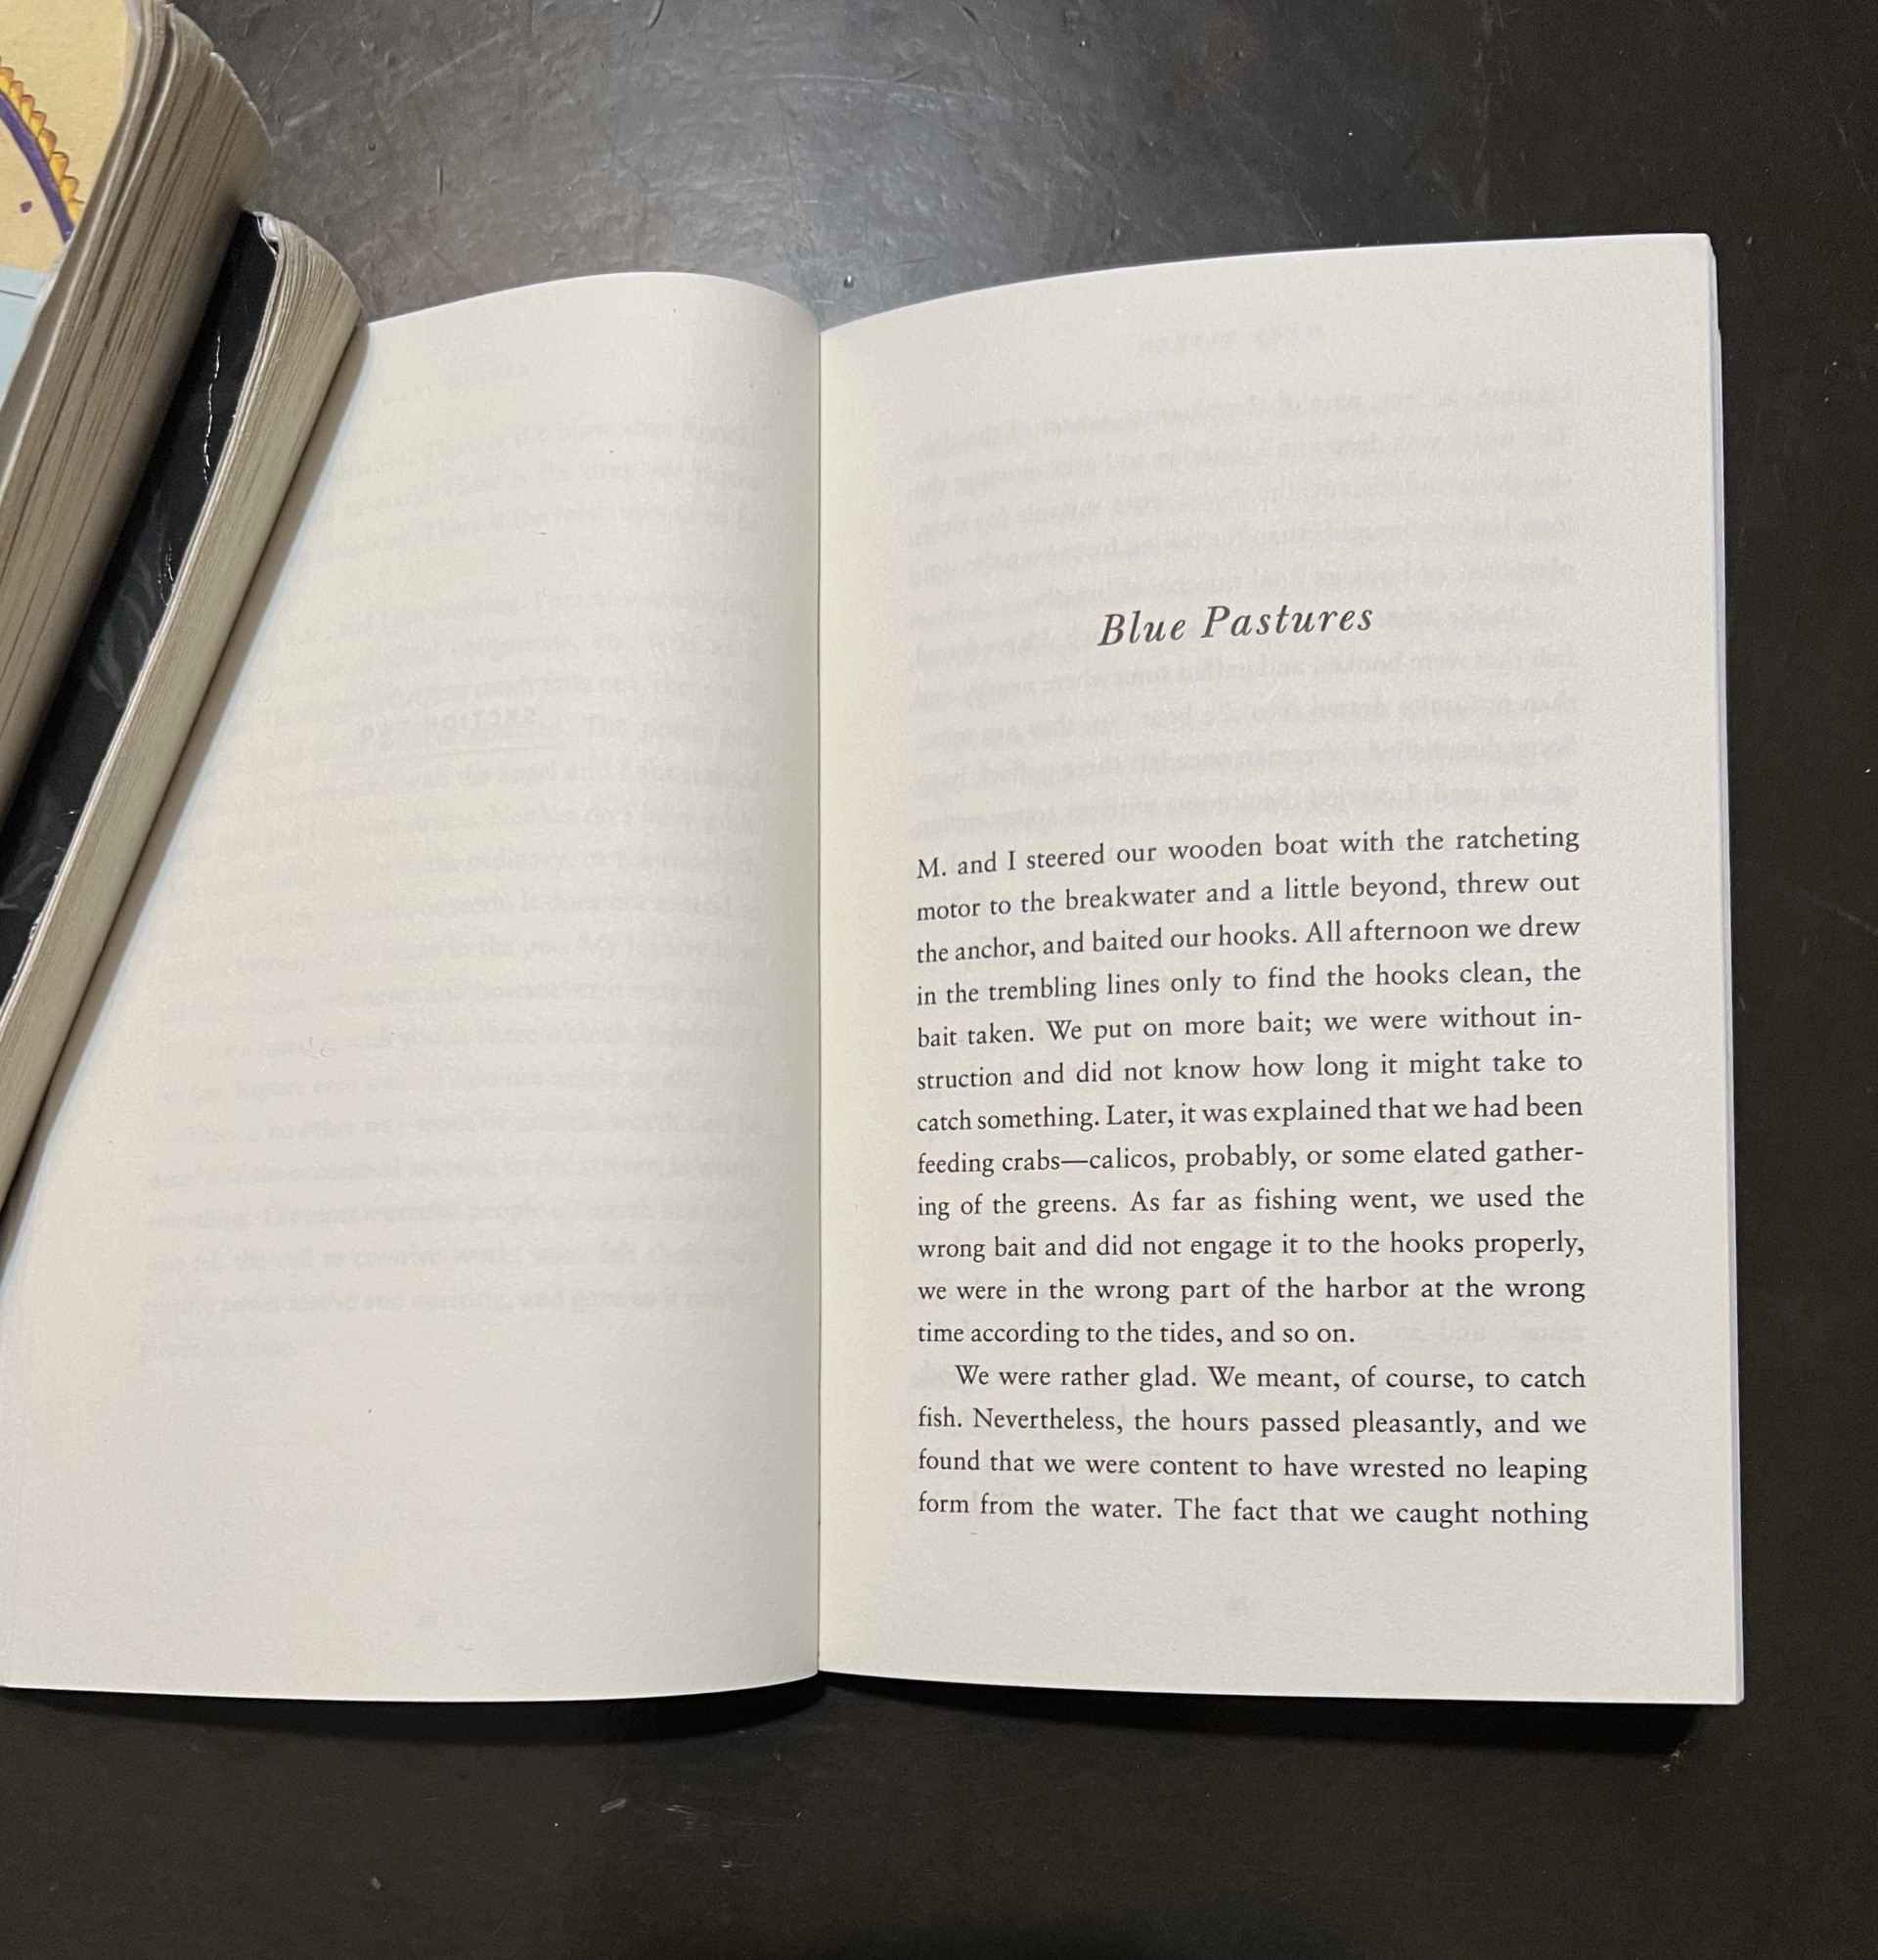 Blue Pastures
M. and I steered our wooden boat with the ratcheting
motor to the breakwater and a little beyond, threw out
the anchor, and baited our hooks. All afternoon we drew
in the trembling lines only to find the hooks clean, the
bait taken. We put on more bait; we were without in-
struction and did not know how long it might take to
catch something. Later, it was explained that we had been
feeding crabs—calicos, probably, or some elated gather-
ing of the greens. As far as fishing went, we used the
wrong bait and did not engage it to the hooks properly,
we were in the wrong part of the harbor at the wrong
time according to the tides, and so on.
We were rather glad. We meant, of course, to catch
fish. Nevertheless, the hours passed pleasantly, and we
found that we were content to have wrested no leaping
form from the water. The fact that we caught nothing